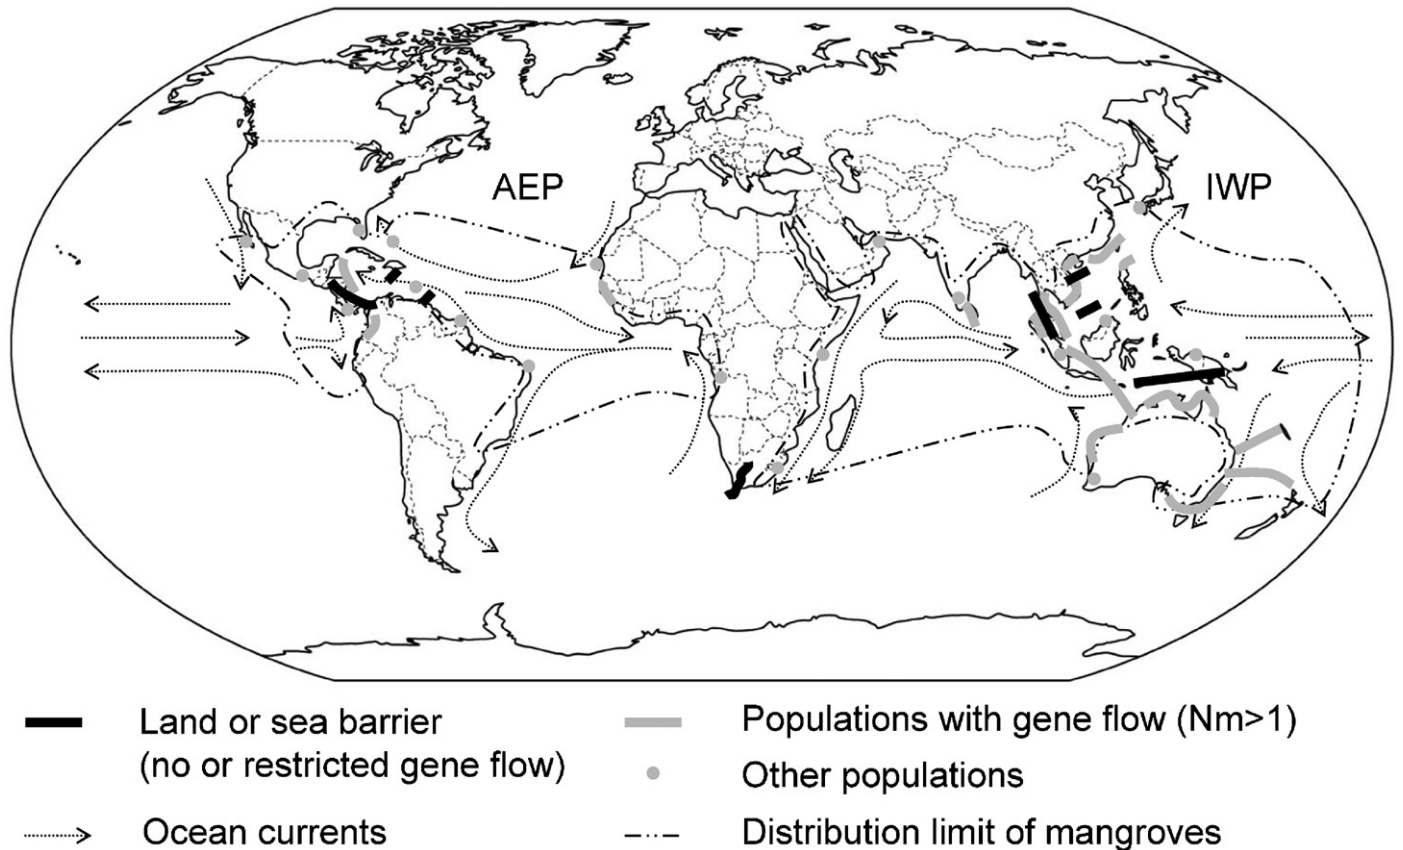 AEP
IWP
Land or sea barrier
(no or restricted gene flow)
Ocean currents
Populations with gene flow (Nm>1)
Other populations
Distribution limit of mangroves